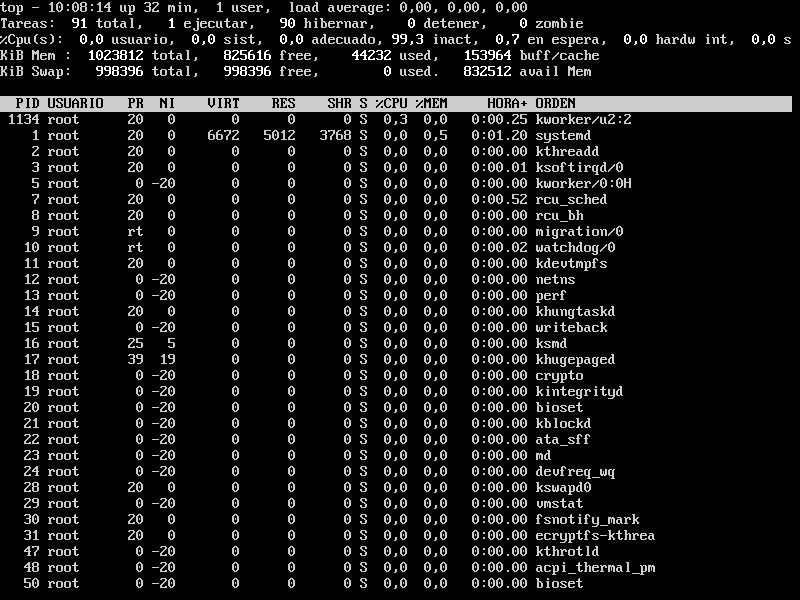 top - 10:08:14 up 32 min,  1 user,  load average: 0,00, 0,00, 0,00
Tareas:  91 total,   1 ejecutar,   90 hibernar,    0 detener,    0 zombie
%Cpu(s):  0,0 usuario,  0,0 sist,  0,0 adecuado, 99,3 inact,  0,7 en espera,  0,0 hardw int,  0,0 s
KiB Mem :  1023812 total,   825616 free,    44232 used,   153964 buff/cache
KiB Swap:   998396 total,   998396 free,        0 used.   832512 avail Mem
PID USUARIO   PR  NI    VIRT    RES    SHR S %CPU %MEM     HORA+ ORDEN
1134 root      20   0       0      0      0 S  0,3  0,0   0:00.25 kworker/u2:2
1 root      20   0    6672   5012   3768 S  0,0  0,5   0:01.20 systemd
2 root      20   0       0      0      0 S  0,0  0,0   0:00.00 kthreadd
3 root      20   0       0      0      0 S  0,0  0,0   0:00.01 ksoftirqd/0
5 root       0 -20       0      0      0 S  0,0  0,0   0:00.00 kworker/0:0H
7 root      20   0       0      0      0 S  0,0  0,0   0:00.52 rcu_sched
8 root      20   0       0      0      0 S  0,0  0,0   0:00.00 rcu_bh
9 root      rt   0       0      0      0 S  0,0  0,0   0:00.00 migration/0
10 root      rt   0       0      0      0 S  0,0  0,0   0:00.02 watchdog/0
11 root      20   0       0      0      0 S  0,0  0,0   0:00.00 kdevtmpfs
12 root       0 -20       0      0      0 S  0,0  0,0   0:00.00 netns
13 root       0 -20       0      0      0 S  0,0  0,0   0:00.00 perf
14 root      20   0       0      0      0 S  0,0  0,0   0:00.00 khungtaskd
15 root       0 -20       0      0      0 S  0,0  0,0   0:00.00 writeback
16 root      25   5       0      0      0 S  0,0  0,0   0:00.00 ksmd
17 root      39  19       0      0      0 S  0,0  0,0   0:00.00 khugepaged
18 root       0 -20       0      0      0 S  0,0  0,0   0:00.00 crypto
19 root       0 -20       0      0      0 S  0,0  0,0   0:00.00 kintegrityd
20 root       0 -20       0      0      0 S  0,0  0,0   0:00.00 bioset
21 root       0 -20       0      0      0 S  0,0  0,0   0:00.00 kblockd
22 root       0 -20       0      0      0 S  0,0  0,0   0:00.00 ata_sff
23 root       0 -20       0      0      0 S  0,0  0,0   0:00.00 md
24 root       0 -20       0      0      0 S  0,0  0,0   0:00.00 devfreq_wq
28 root      20   0       0      0      0 S  0,0  0,0   0:00.00 kswapd0
29 root       0 -20       0      0      0 S  0,0  0,0   0:00.00 vmstat
30 root      20   0       0      0      0 S  0,0  0,0   0:00.00 fsnotify_mark
31 root      20   0       0      0      0 S  0,0  0,0   0:00.00 ecryptfs-kthrea
47 root       0 -20       0      0      0 S  0,0  0,0   0:00.00 kthrotld
48 root       0 -20       0      0      0 S  0,0  0,0   0:00.00 acpi_thermal_pm
50 root       0 -20       0      0      0 S  0,0  0,0   0:00.00 bioset